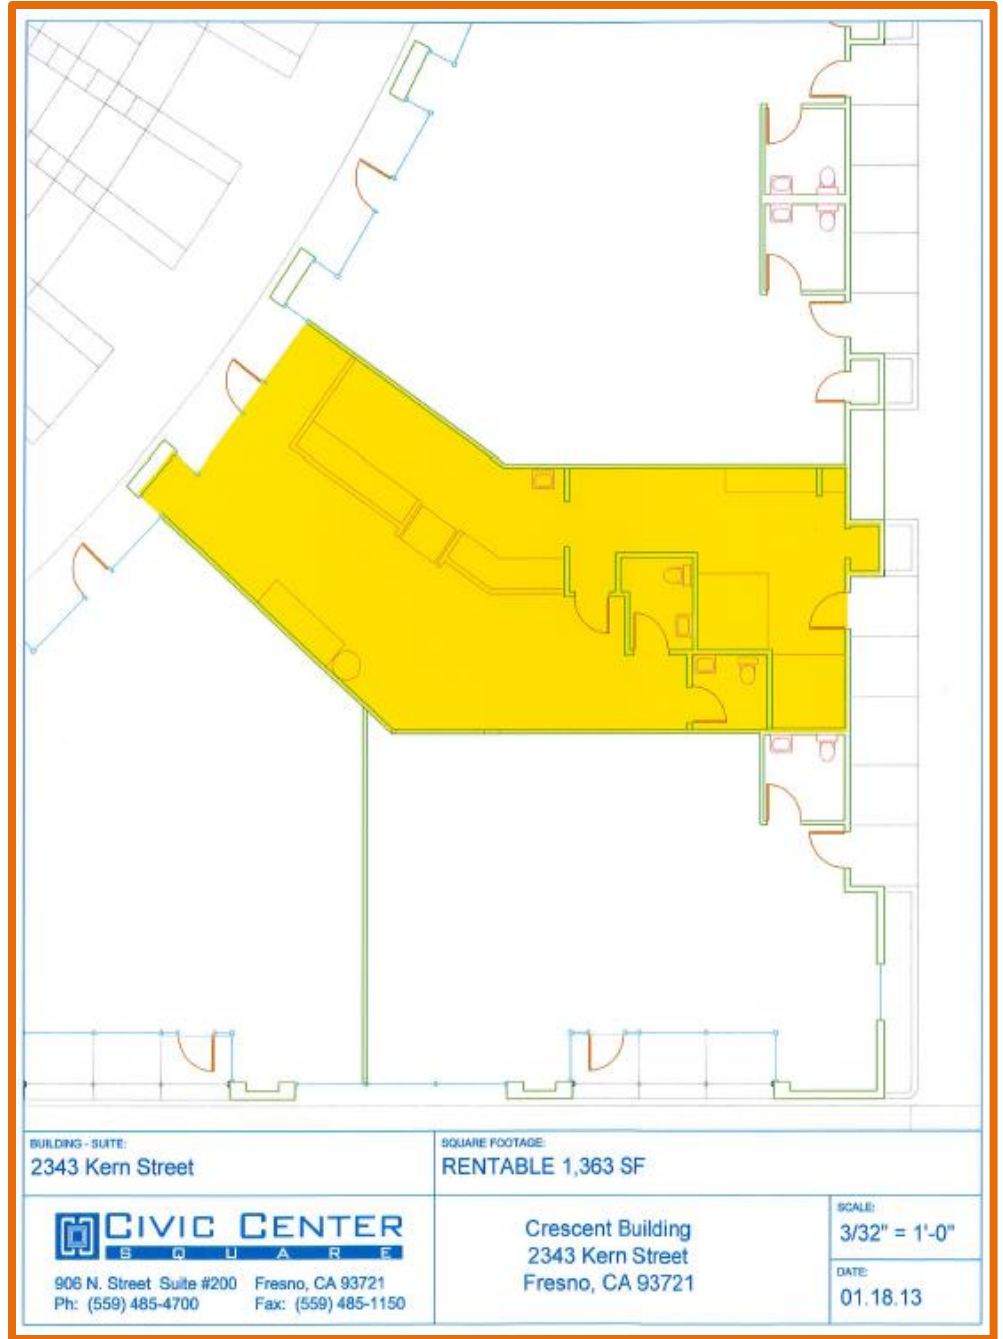 BUILDING - SUITE:
2343 Kern Street
SQUARE FOOTAGE:
RENTABLE 1,363 SF
CIVIC CENTER
SQUARE
906 N. Street Suite #200 Fresno, CA 93721
Ph: (559) 485-4700 Fax: (559) 485-1150
Crescent Building
2343 Kern Street
Fresno, CA 93721
SCALE:
3/32" = 1'-0"
DATE:
01.18.13